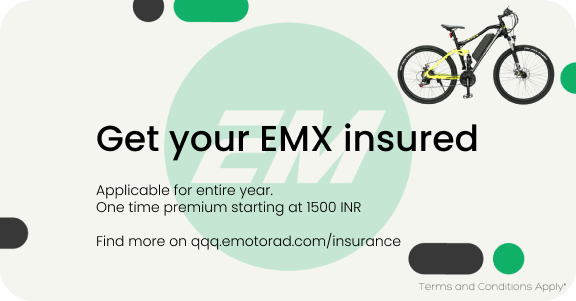 EM
Get your EMX insured
Applicable for entire year.
One time premium starting at 1500 INR
Find more on qqq.emotorad.com/insurance
Terms and Conditions Apply*